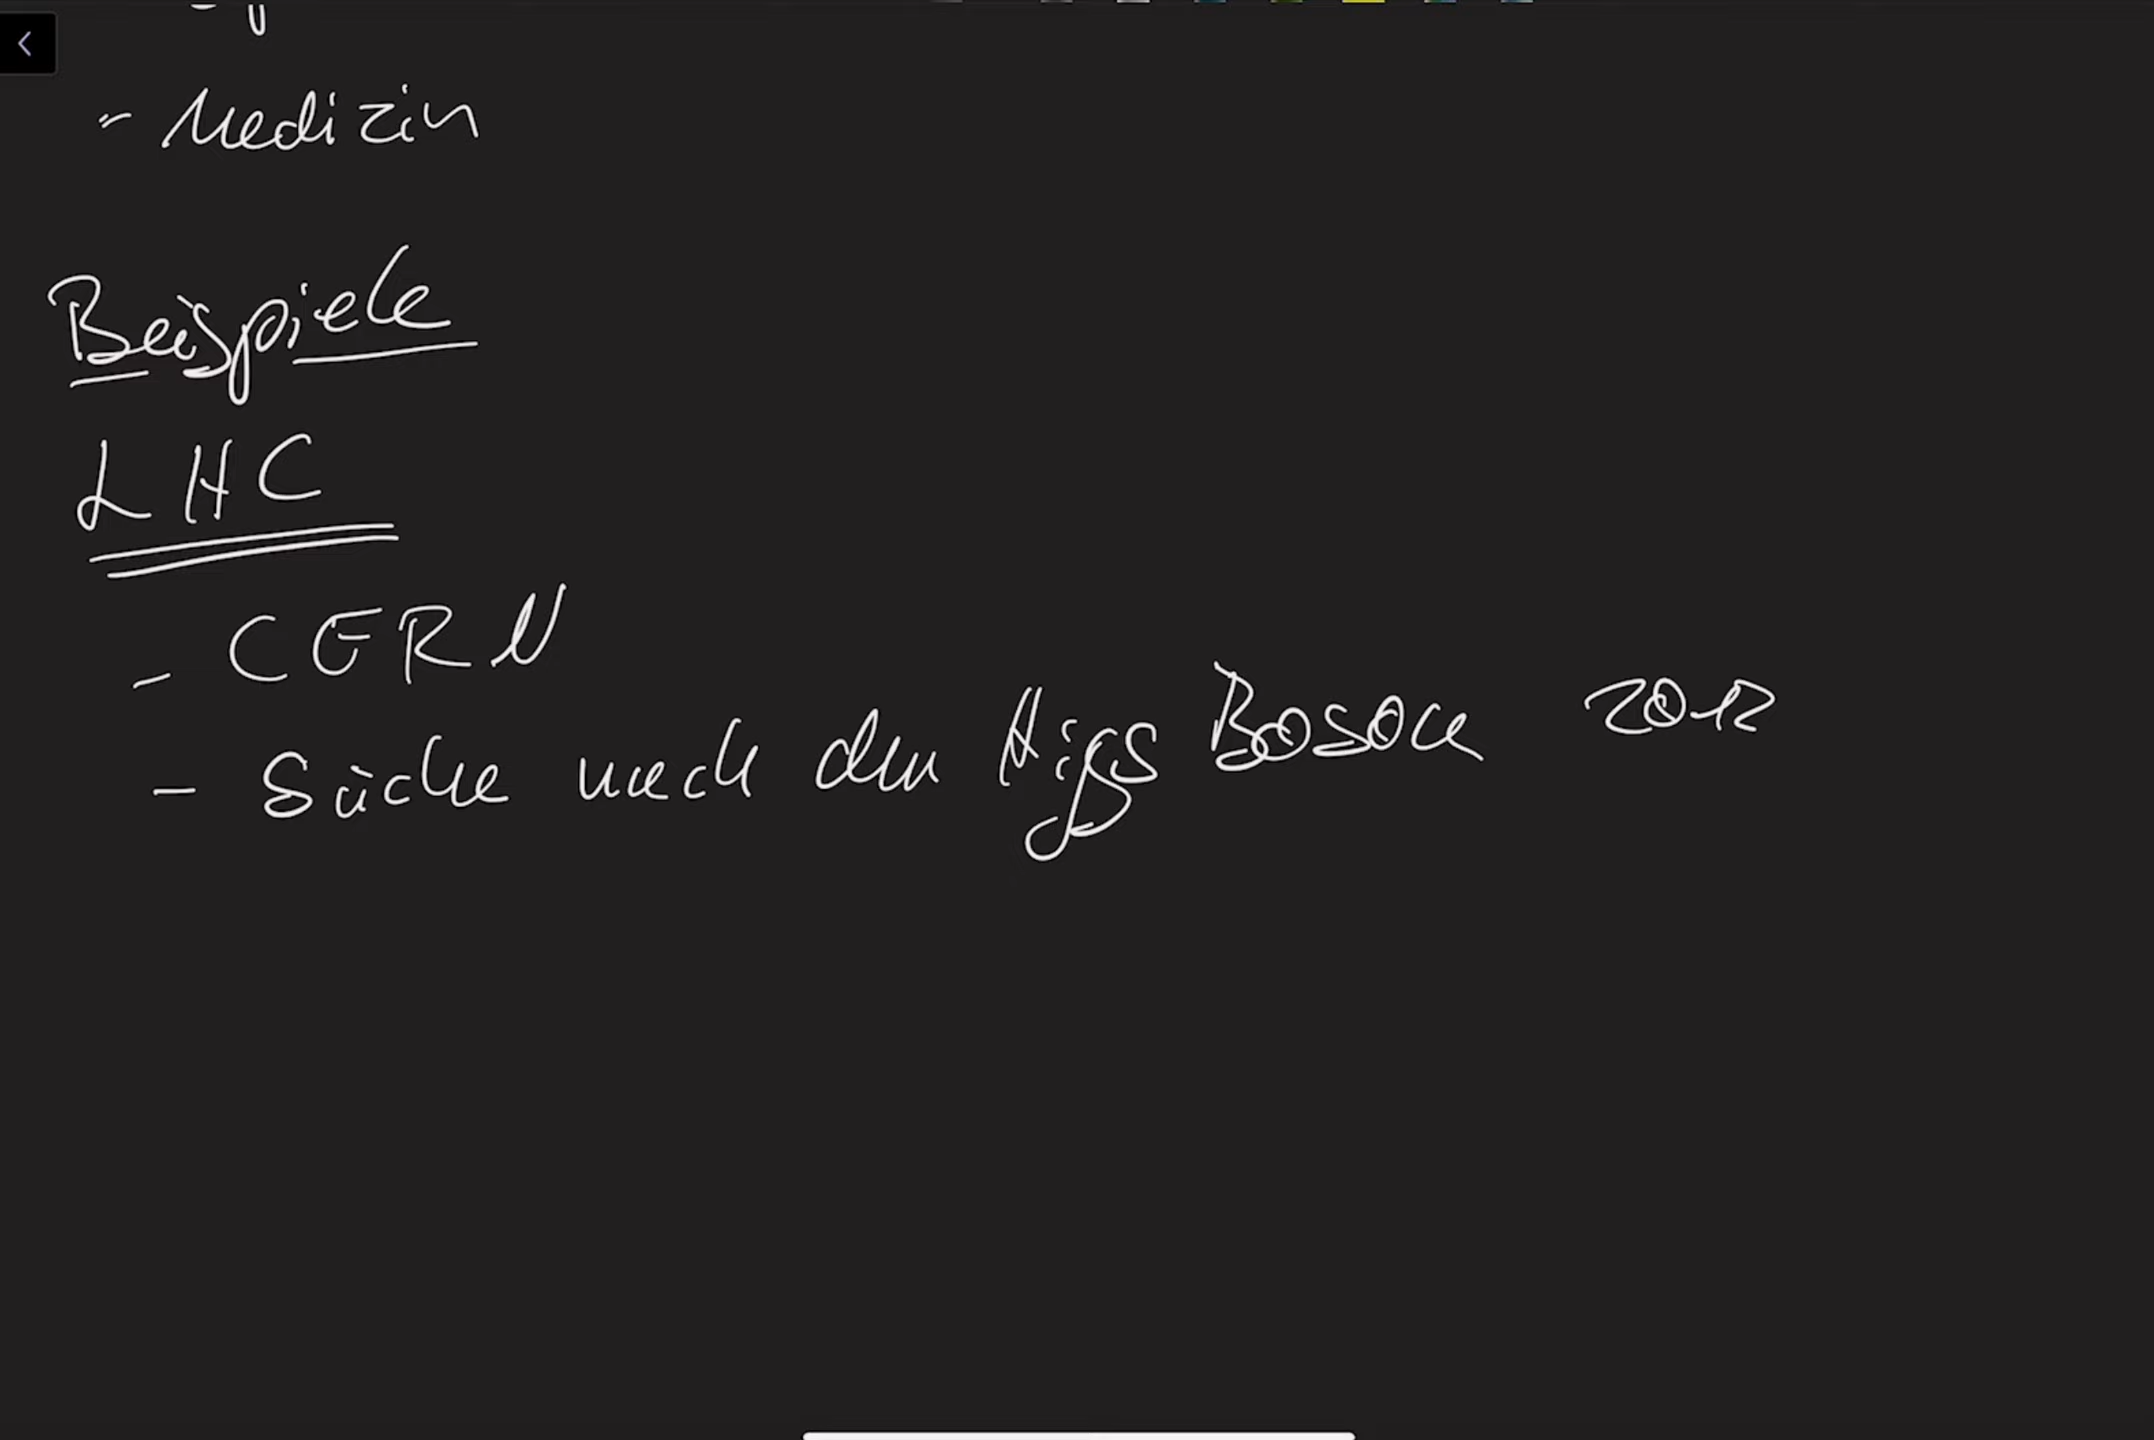 - Medizin
Beispiele
LHC
- CERN
- Suche nach dem Higgs Boson 2012